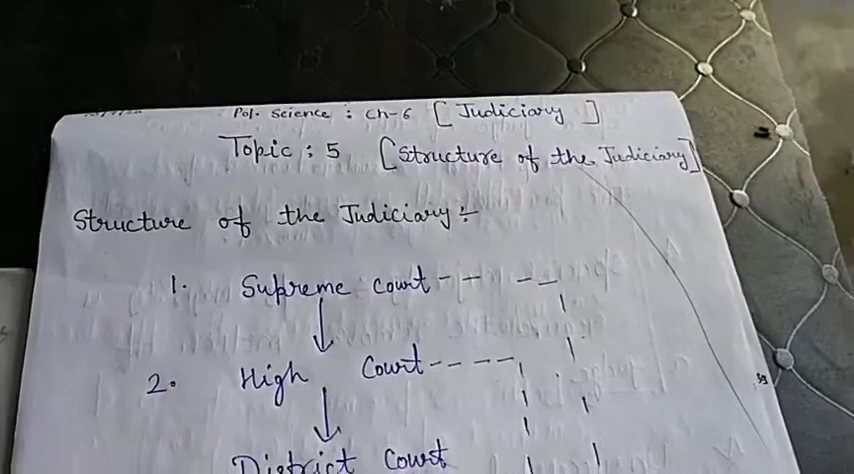 Pol. Science : Ch-6 [ Judiciary ]
Topic : 5 [Structure of the Judiciary]
Structure of the Judiciary :-
1. Supreme Court
2. High Court
District Court